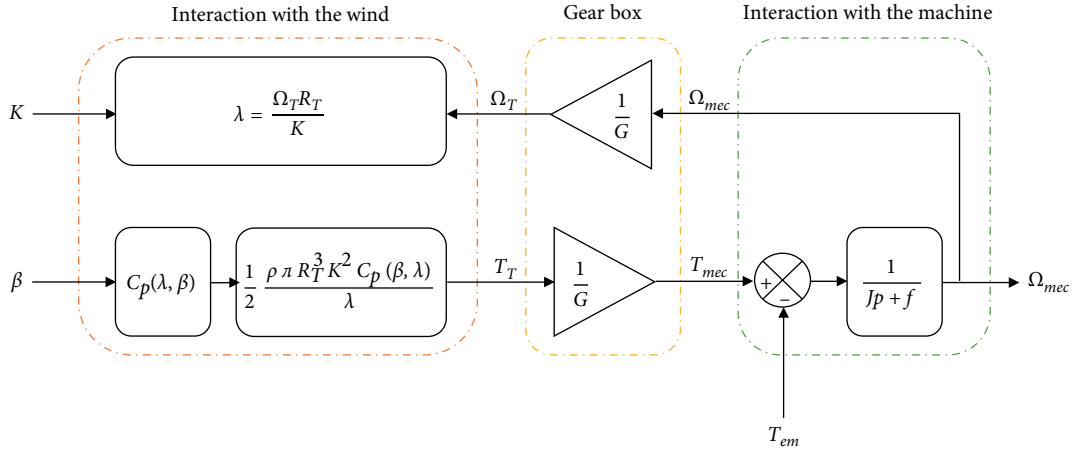 Interaction with the wind
Gear box
Interaction with the machine
K
λ = Ω_T R_T / K
Ω_T
1/G
Ω_mec
β
C_p(λ, β)
1/2 ρ π R_T^3 K^2 C_p (β, λ) / λ
T_T
1/G
T_mec
+
−
1 / Jp + f
Ω_mec
T_em